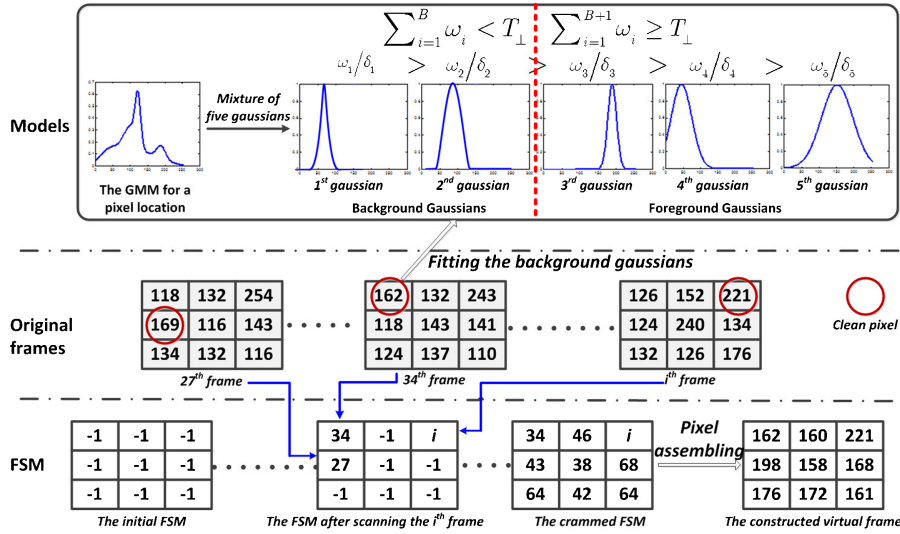 ∑_{i=1}^{B} ω_i < T_⊥ ∑_{i=1}^{B+1} ω_i ≥ T_⊥
ω_1/δ_1 > ω_2/δ_2 > ω_3/δ_3 > ω_4/δ_4 > ω_5/δ_5
Models
Mixture of
five gaussians
The GMM for a
pixel location
1st gaussian 2nd gaussian 3rd gaussian 4th gaussian 5th gaussian
Background Gaussians Foreground Gaussians
Fitting the background gaussians
Original
frames
118 132 254
169 116 143
134 132 116
27th frame
162 132 243
118 143 141
124 137 110
34th frame
126 152 221
124 240 134
132 126 176
ith frame
Clean pixel
FSM
-1 -1 -1
-1 -1 -1
-1 -1 -1
The initial FSM
34 -1 i
27 -1 -1
-1 -1 -1
The FSM after scanning the ith frame
34 46 i
43 38 68
64 42 64
The crammed FSM
Pixel
assembling
162 160 221
198 158 168
176 172 161
The constructed virtual frame